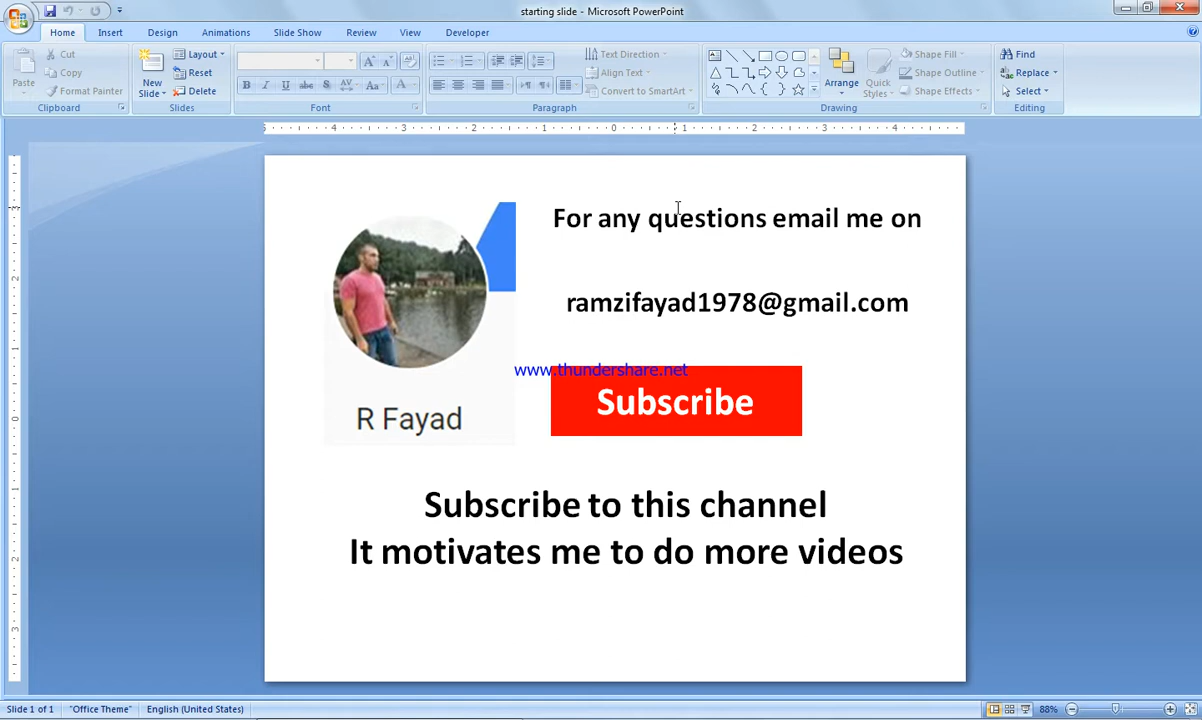 starting slide - Microsoft PowerPoint
Home Insert Design Animations Slide Show Review View Developer
Cut
Copy
Format Painter
Paste
Clipboard
New Slide
Layout
Reset
Delete
Slides
Font
Text Direction
Align Text
Convert to SmartArt
Paragraph
Arrange
Quick Styles
Shape Fill
Shape Outline
Shape Effects
Drawing
Find
Replace
Select
Editing
For any questions email me on
ramzifayad1978@gmail.com
www.thundershare.net
Subscribe
R Fayad
Subscribe to this channel
It motivates me to do more videos
Slide 1 of 1 "Office Theme" English (United States) 88%